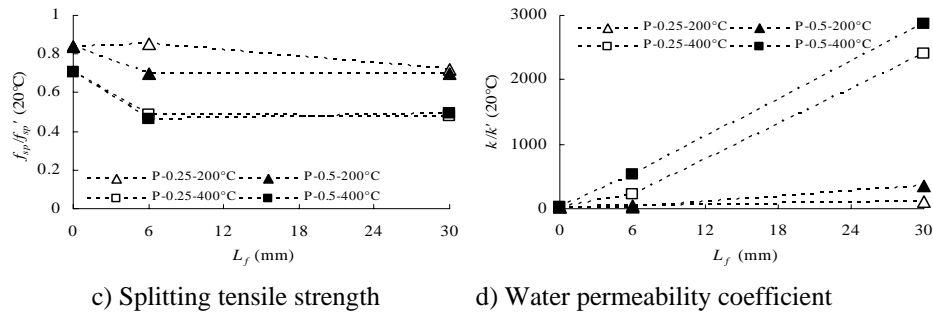 1
0.8
0.6
0.4
0.2
0
f_sp/f_sp' (20°C)
P-0.25-200°C P-0.5-200°C
P-0.25-400°C P-0.5-400°C
0 6 12 18 24 30
L_f (mm)
c) Splitting tensile strength
3000
2000
1000
0
k/k' (20°C)
P-0.25-200°C P-0.5-200°C
P-0.25-400°C P-0.5-400°C
0 6 12 18 24 30
L_f (mm)
d) Water permeability coefficient